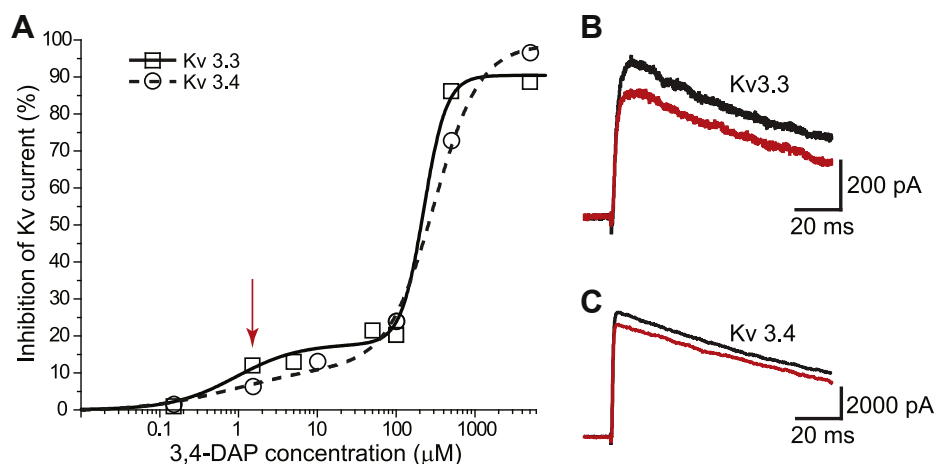 A
Inhibition of Kv current (%)
100
90
80
70
60
50
40
30
20
10
0
Kv 3.3
Kv 3.4
0.1
1
10
100
1000
3,4-DAP concentration (μM)
B
Kv3.3
200 pA
20 ms
C
Kv 3.4
2000 pA
20 ms